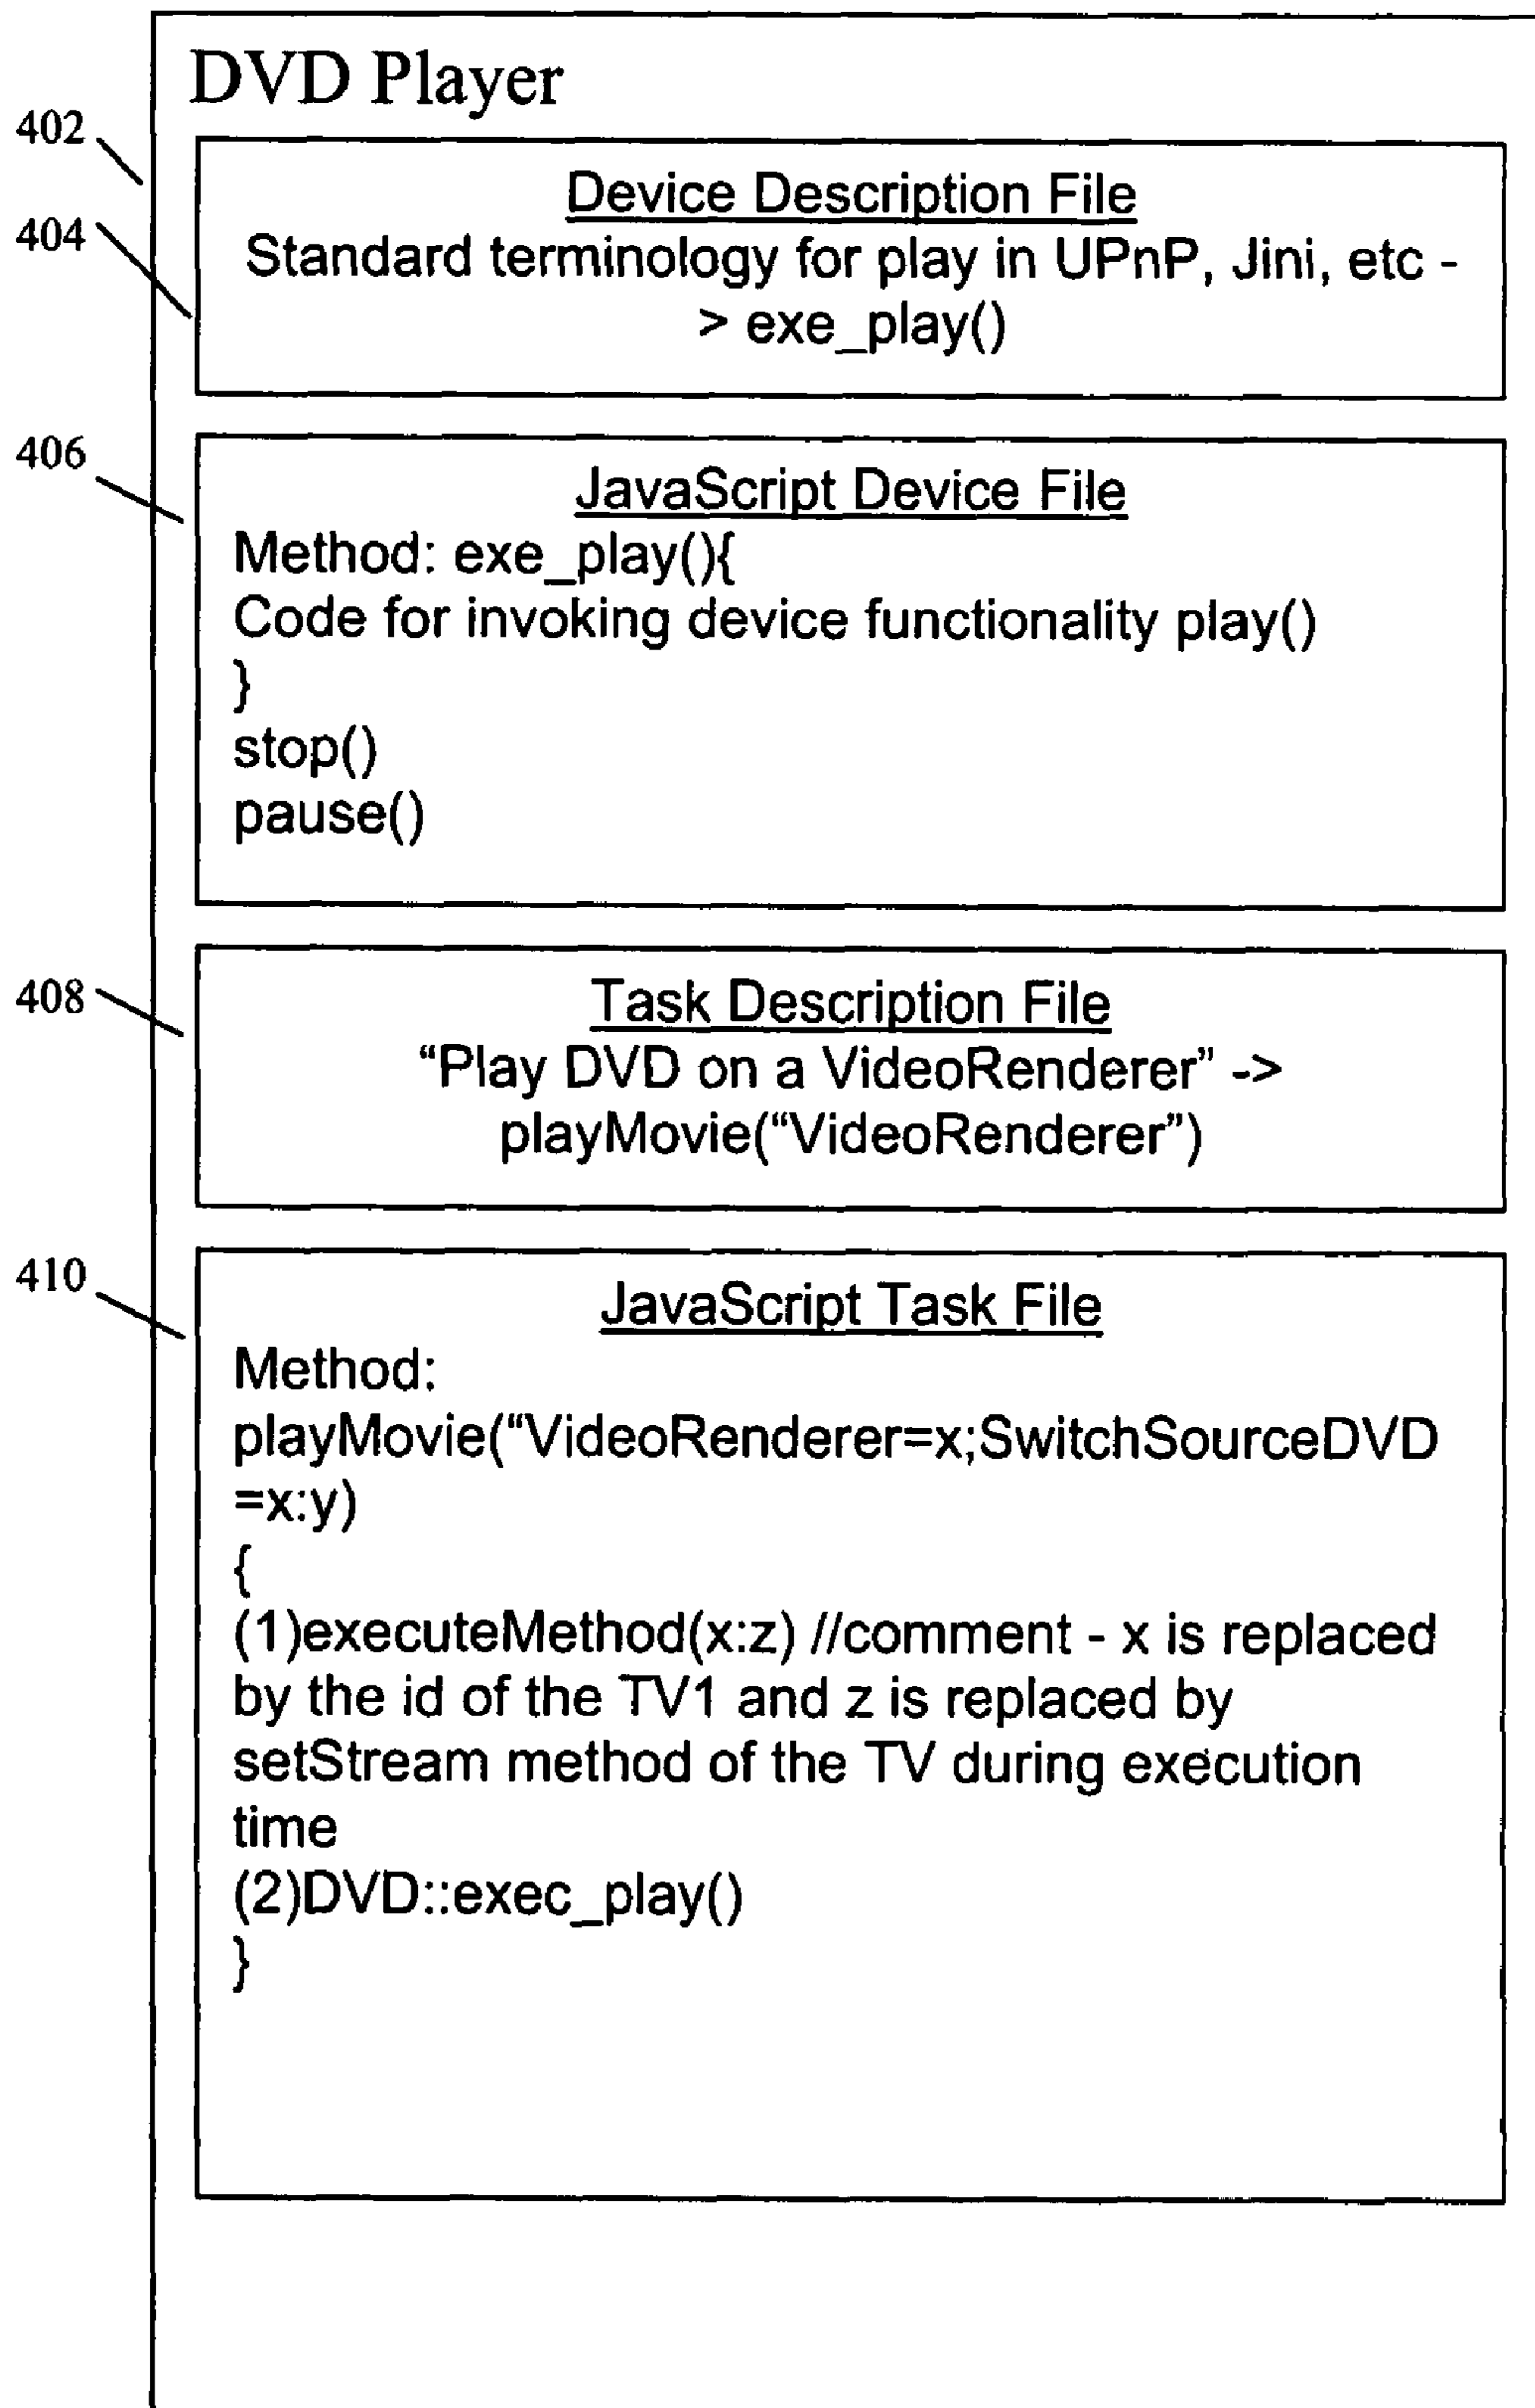 DVD Player
402
404
Device Description File
Standard terminology for play in UPnP, Jini, etc -
> exe_play()
406
JavaScript Device File
Method: exe_play(){
Code for invoking device functionality play()
}
stop()
pause()
408
Task Description File
“Play DVD on a VideoRenderer” ->
playMovie(“VideoRenderer”)
410
JavaScript Task File
Method:
playMovie(“VideoRenderer=x;SwitchSourceDVD
=x:y)
{
(1)executeMethod(x:z) //comment - x is replaced
by the id of the TV1 and z is replaced by
setStream method of the TV during execution
time
(2)DVD::exec_play()
}